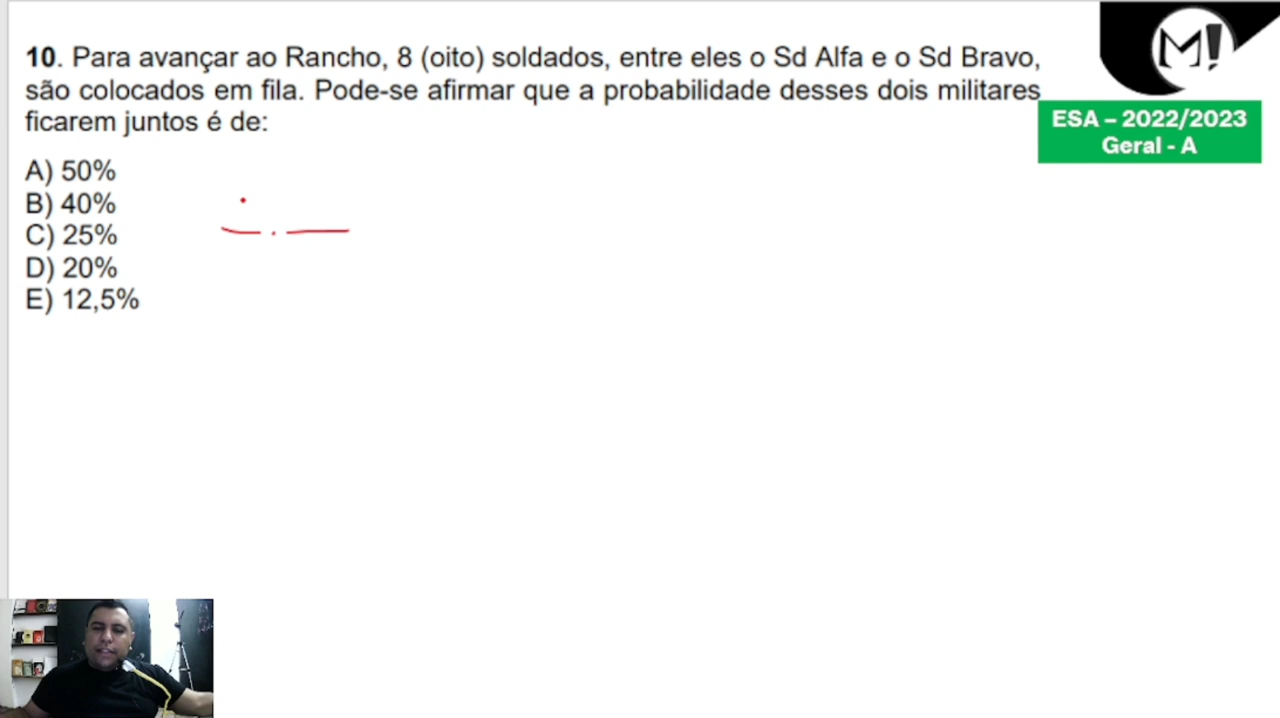 10. Para avançar ao Rancho, 8 (oito) soldados, entre eles o Sd Alfa e o Sd Bravo,
são colocados em fila. Pode-se afirmar que a probabilidade desses dois militares
ficarem juntos é de:
A) 50%
B) 40%
C) 25%
D) 20%
E) 12,5%
M!
ESA – 2022/2023
Geral - A